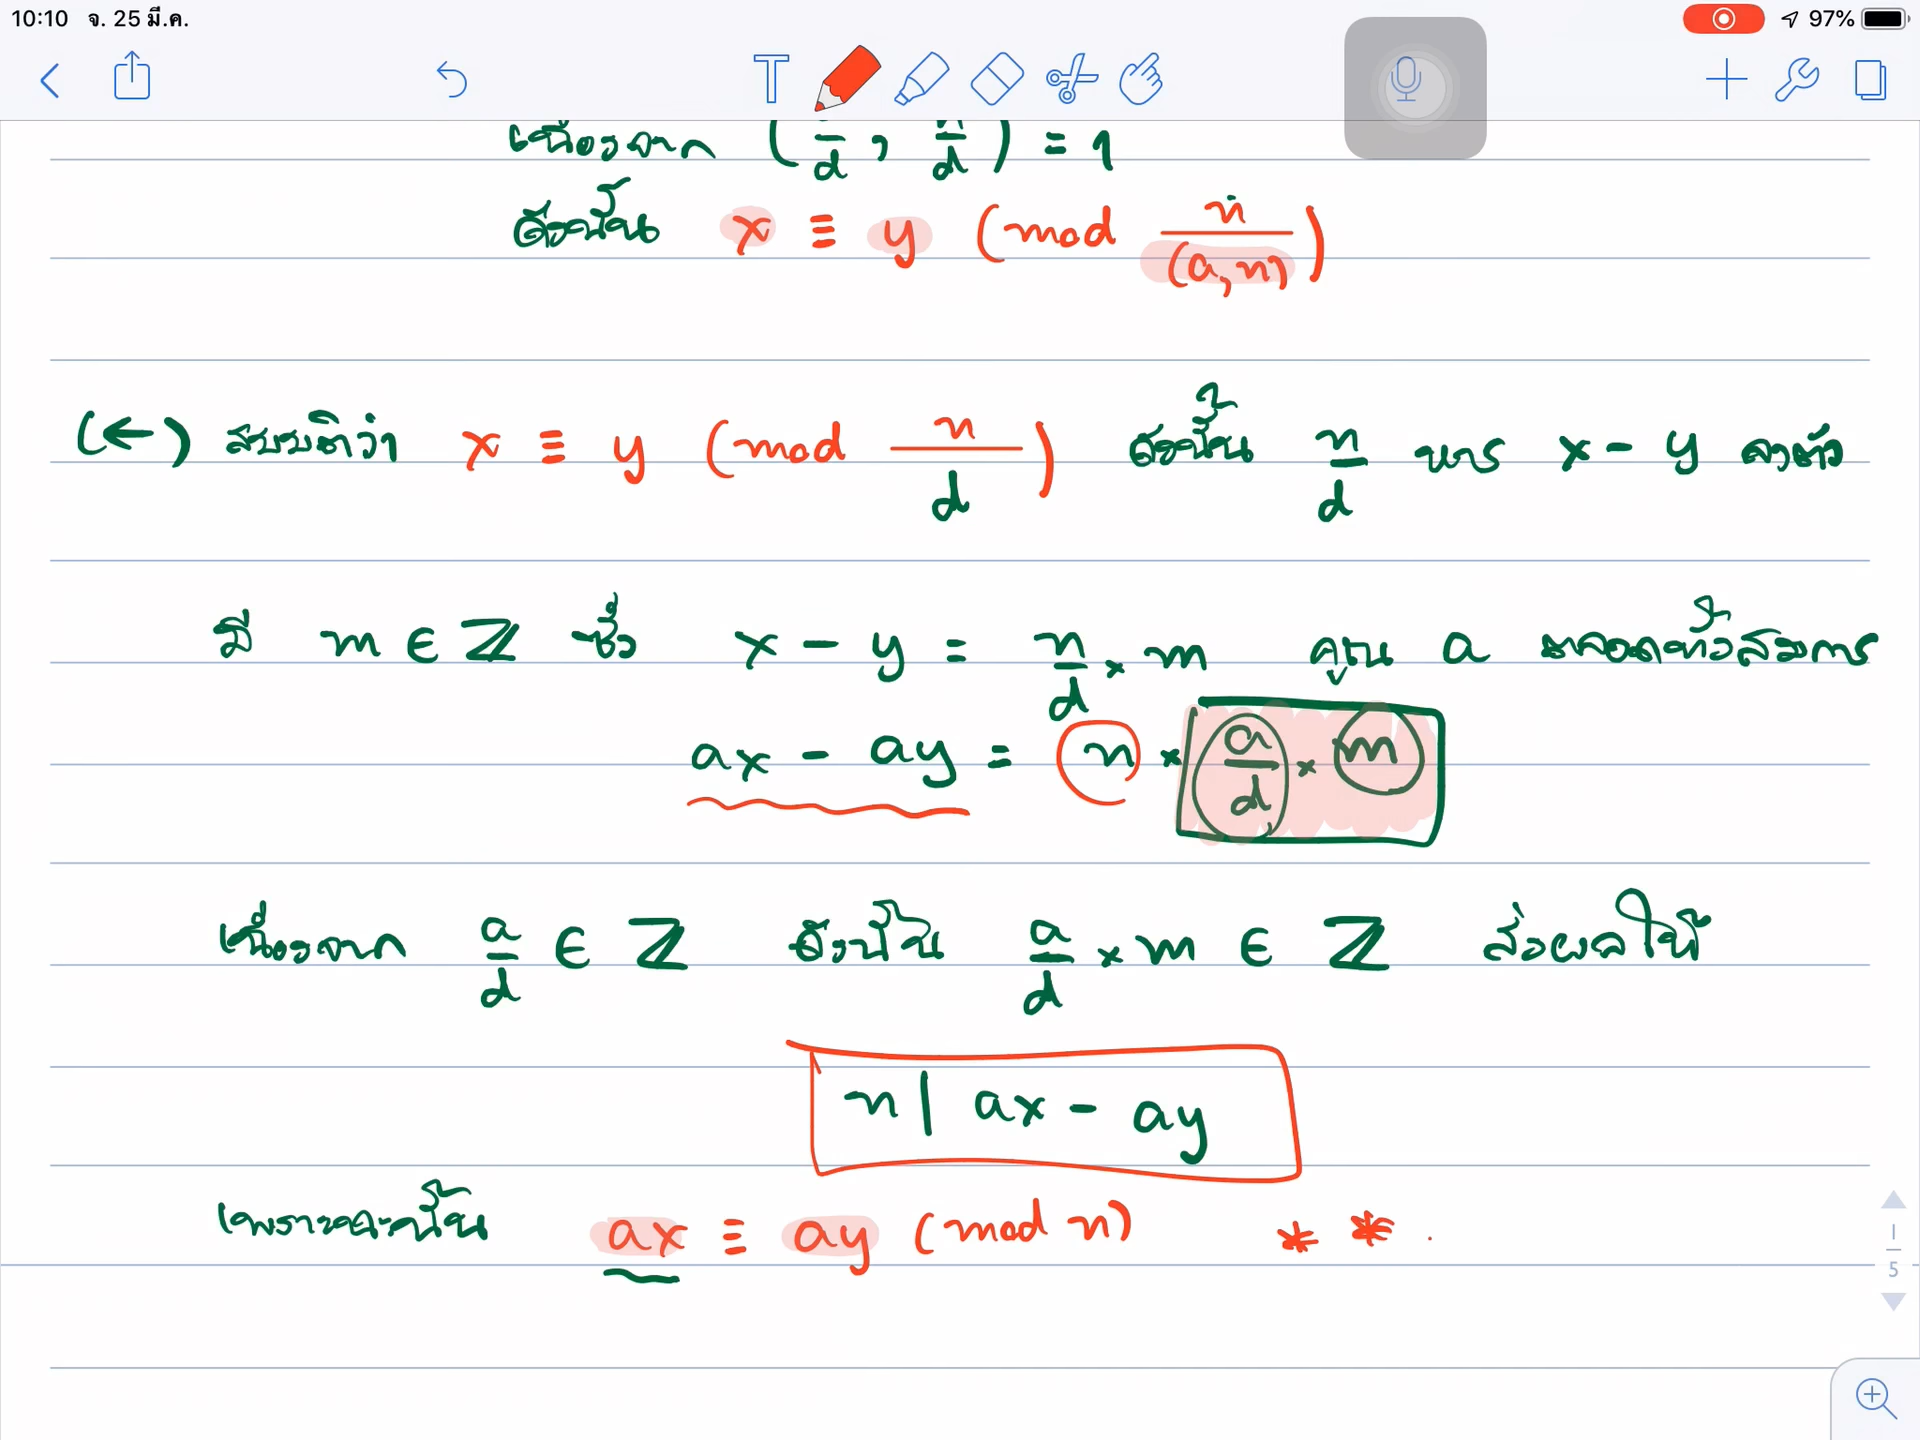 10:10 จ. 25 มี.ค. 97%
T
เนื่องจาก ( /d , n/d ) = 1
ดังนั้น x ≡ y (mod n/(a,n))
(←) สมมติว่า x ≡ y (mod n/d) ดังนั้น n/d หาร x - y ลงตัว
มี m ∈ ℤ ซึ่ง x - y = n/d × m คูณ a ตลอดทั้งสมการ
ax - ay = n × a/d × m
เนื่องจาก a/d ∈ ℤ ดังนั้น a/d × m ∈ ℤ ส่งผลให้
n | ax - ay
เพราะฉะนั้น ax ≡ ay (mod n) * *
1
5